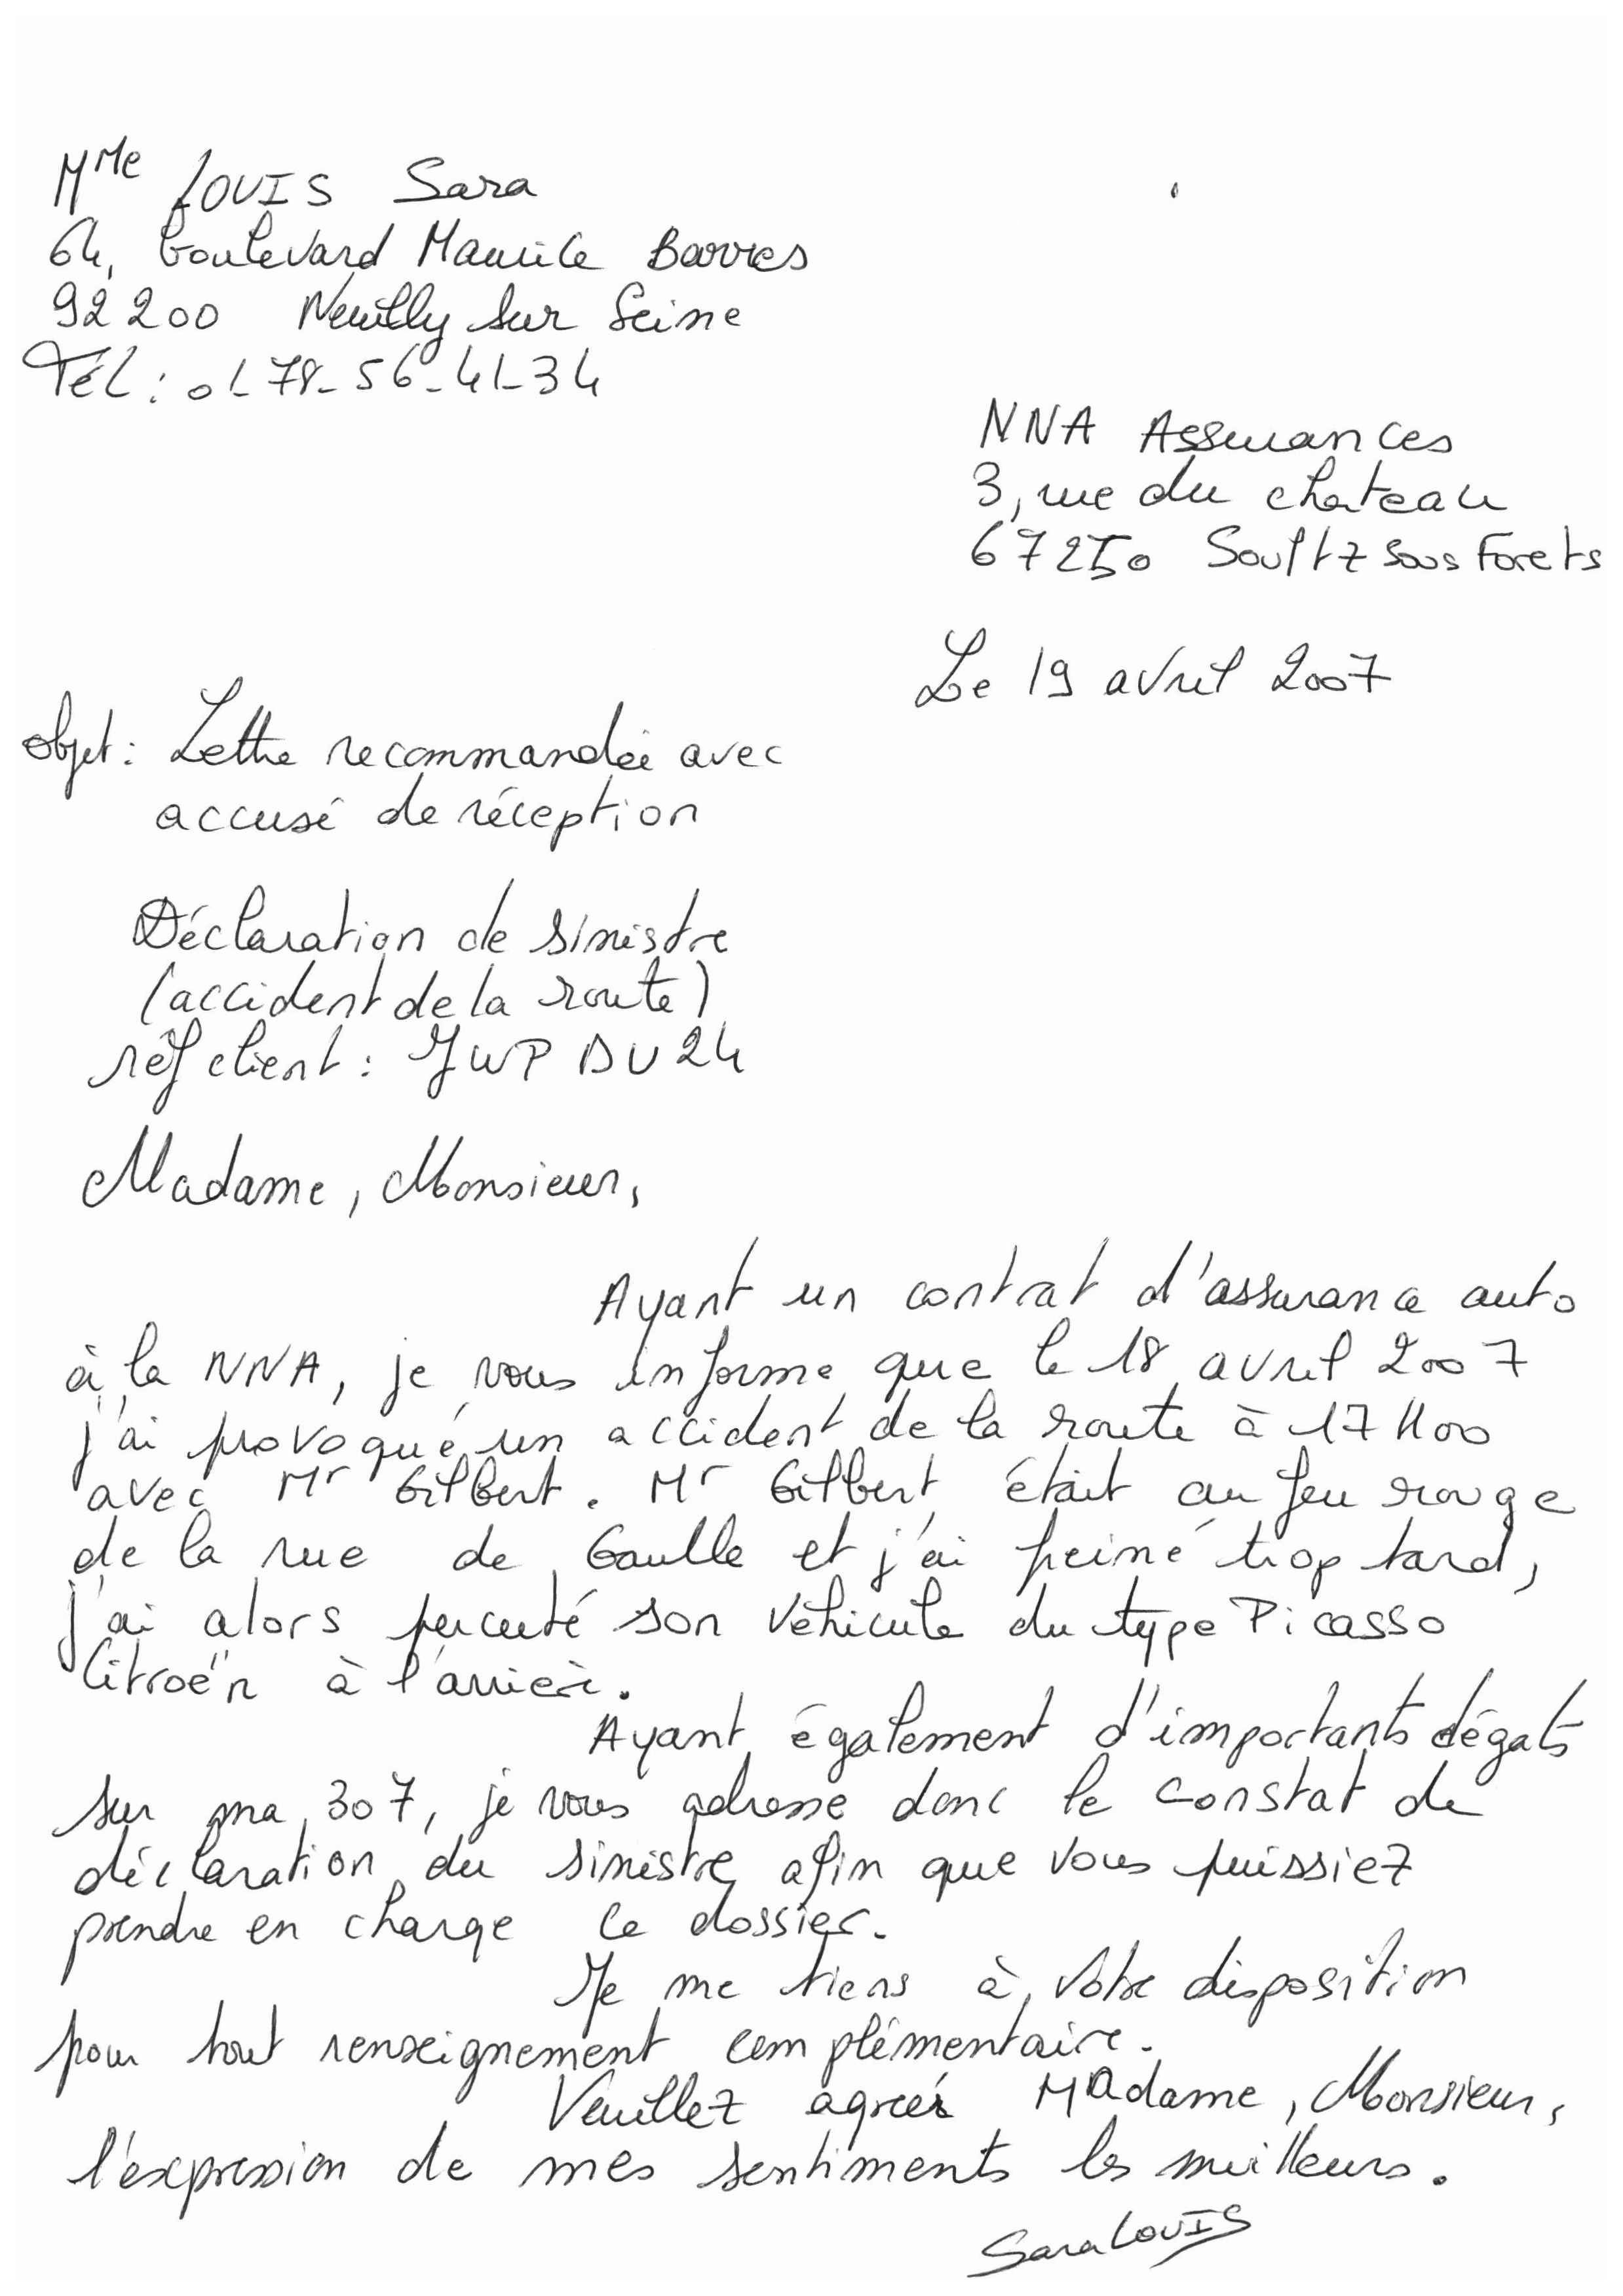 Mme LOUIS Sara
64, boulevard Maurice Barres
92200 Neuilly sur Seine
Tél : 01-78-56-41-34
NNA Assurances
3, rue du chateau
67250 Soultz sous Forets
Le 19 avril 2007
objet : Lettre recommandée avec
accusé de réception
Déclaration de sinistre
(accident de la route)
réf client : JWPDV24
Madame, Monsieur,
Ayant un contrat d'assurance auto
à la NNA, je vous informe que le 18 avril 2007
j'ai provoqué un accident de la route à 17H00
avec Mr Gilbert. Mr Gilbert était au feu rouge
de la rue de Gaulle et j'ai freiné trop tard,
j'ai alors percuté son véhicule du type Picasso
Citroën à l'arrière.
Ayant également d'importants dégats
sur ma 307, je vous adresse donc le constat de
déclaration du sinistre afin que vous puissiez
prendre en charge ce dossier.
Je me tiens à votre disposition
pour tout renseignement complémentaire.
Veuillez agréér Madame, Monsieur,
l'expression de mes sentiments les meilleurs.
Sara LOUIS